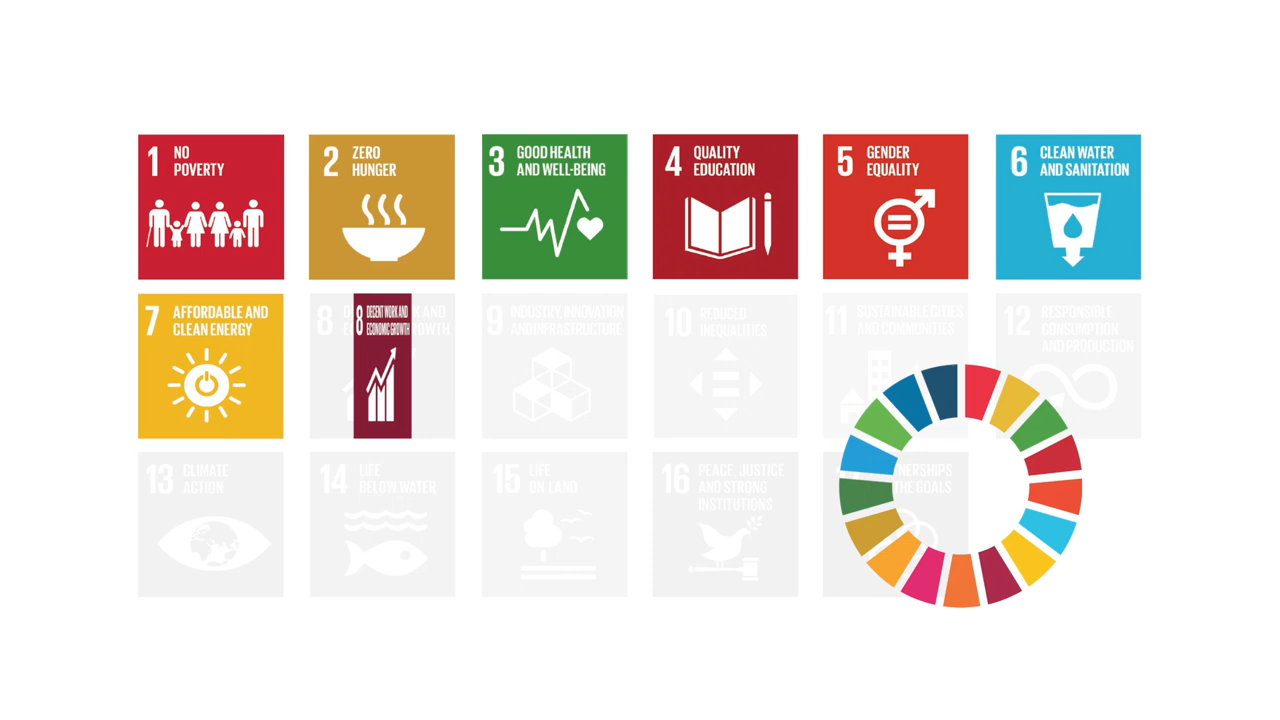 1 NO
POVERTY
2 ZERO
HUNGER
3 GOOD HEALTH
AND WELL-BEING
4 QUALITY
EDUCATION
5 GENDER
EQUALITY
6 CLEAN WATER
AND SANITATION
7 AFFORDABLE AND
CLEAN ENERGY
8
8 DECENT WORK AND
ECONOMIC GROWTH
9 INDUSTRY, INNOVATION
AND INFRASTRUCTURE
10 REDUCED
INEQUALITIES
11 SUSTAINABLE CITIES
AND COMMUNITIES
12 RESPONSIBLE
CONSUMPTION
AND PRODUCTION
13 CLIMATE
ACTION
14 LIFE
BELOW WATER
15 LIFE
ON LAND
16 PEACE, JUSTICE
AND STRONG
INSTITUTIONS